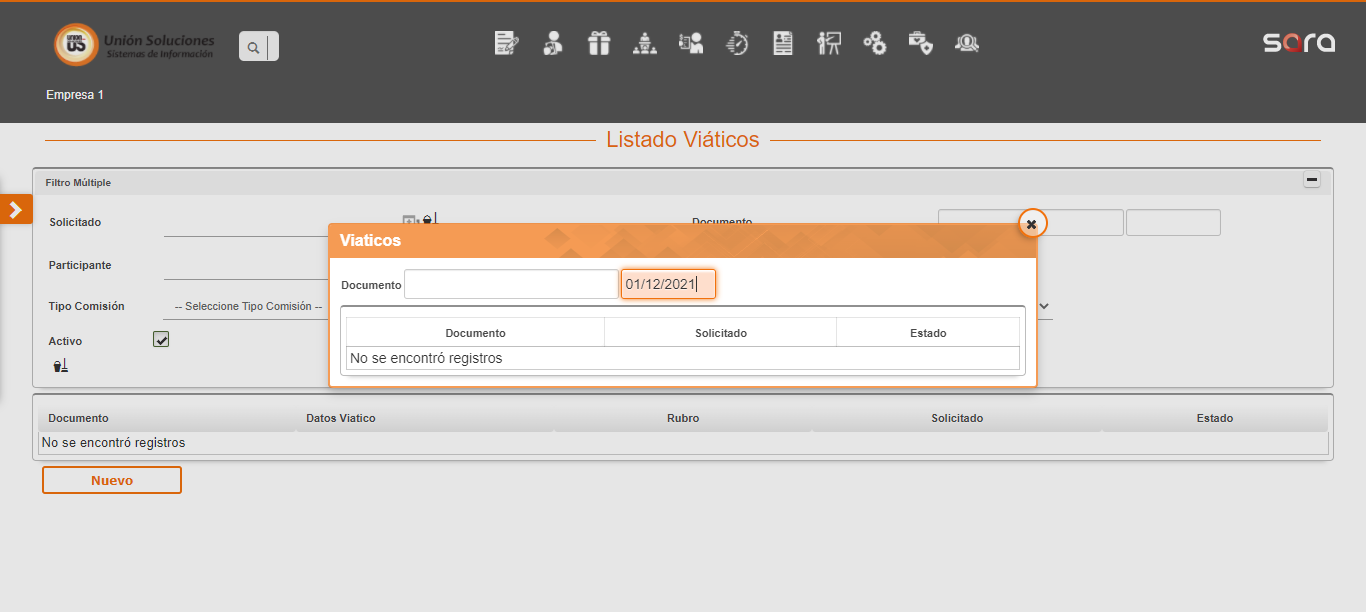 UNION
US
Unión Soluciones
Sistemas de Información
sara
Empresa 1
Listado Viáticos
Filtro Múltiple
Solicitado
Documento
Participante
Tipo Comisión
-- Seleccione Tipo Comisión --
Activo
Viaticos
Documento
01/12/2021
Documento Solicitado Estado
No se encontró registros
Documento Datos Viatico Rubro Solicitado Estado
No se encontró registros
Nuevo